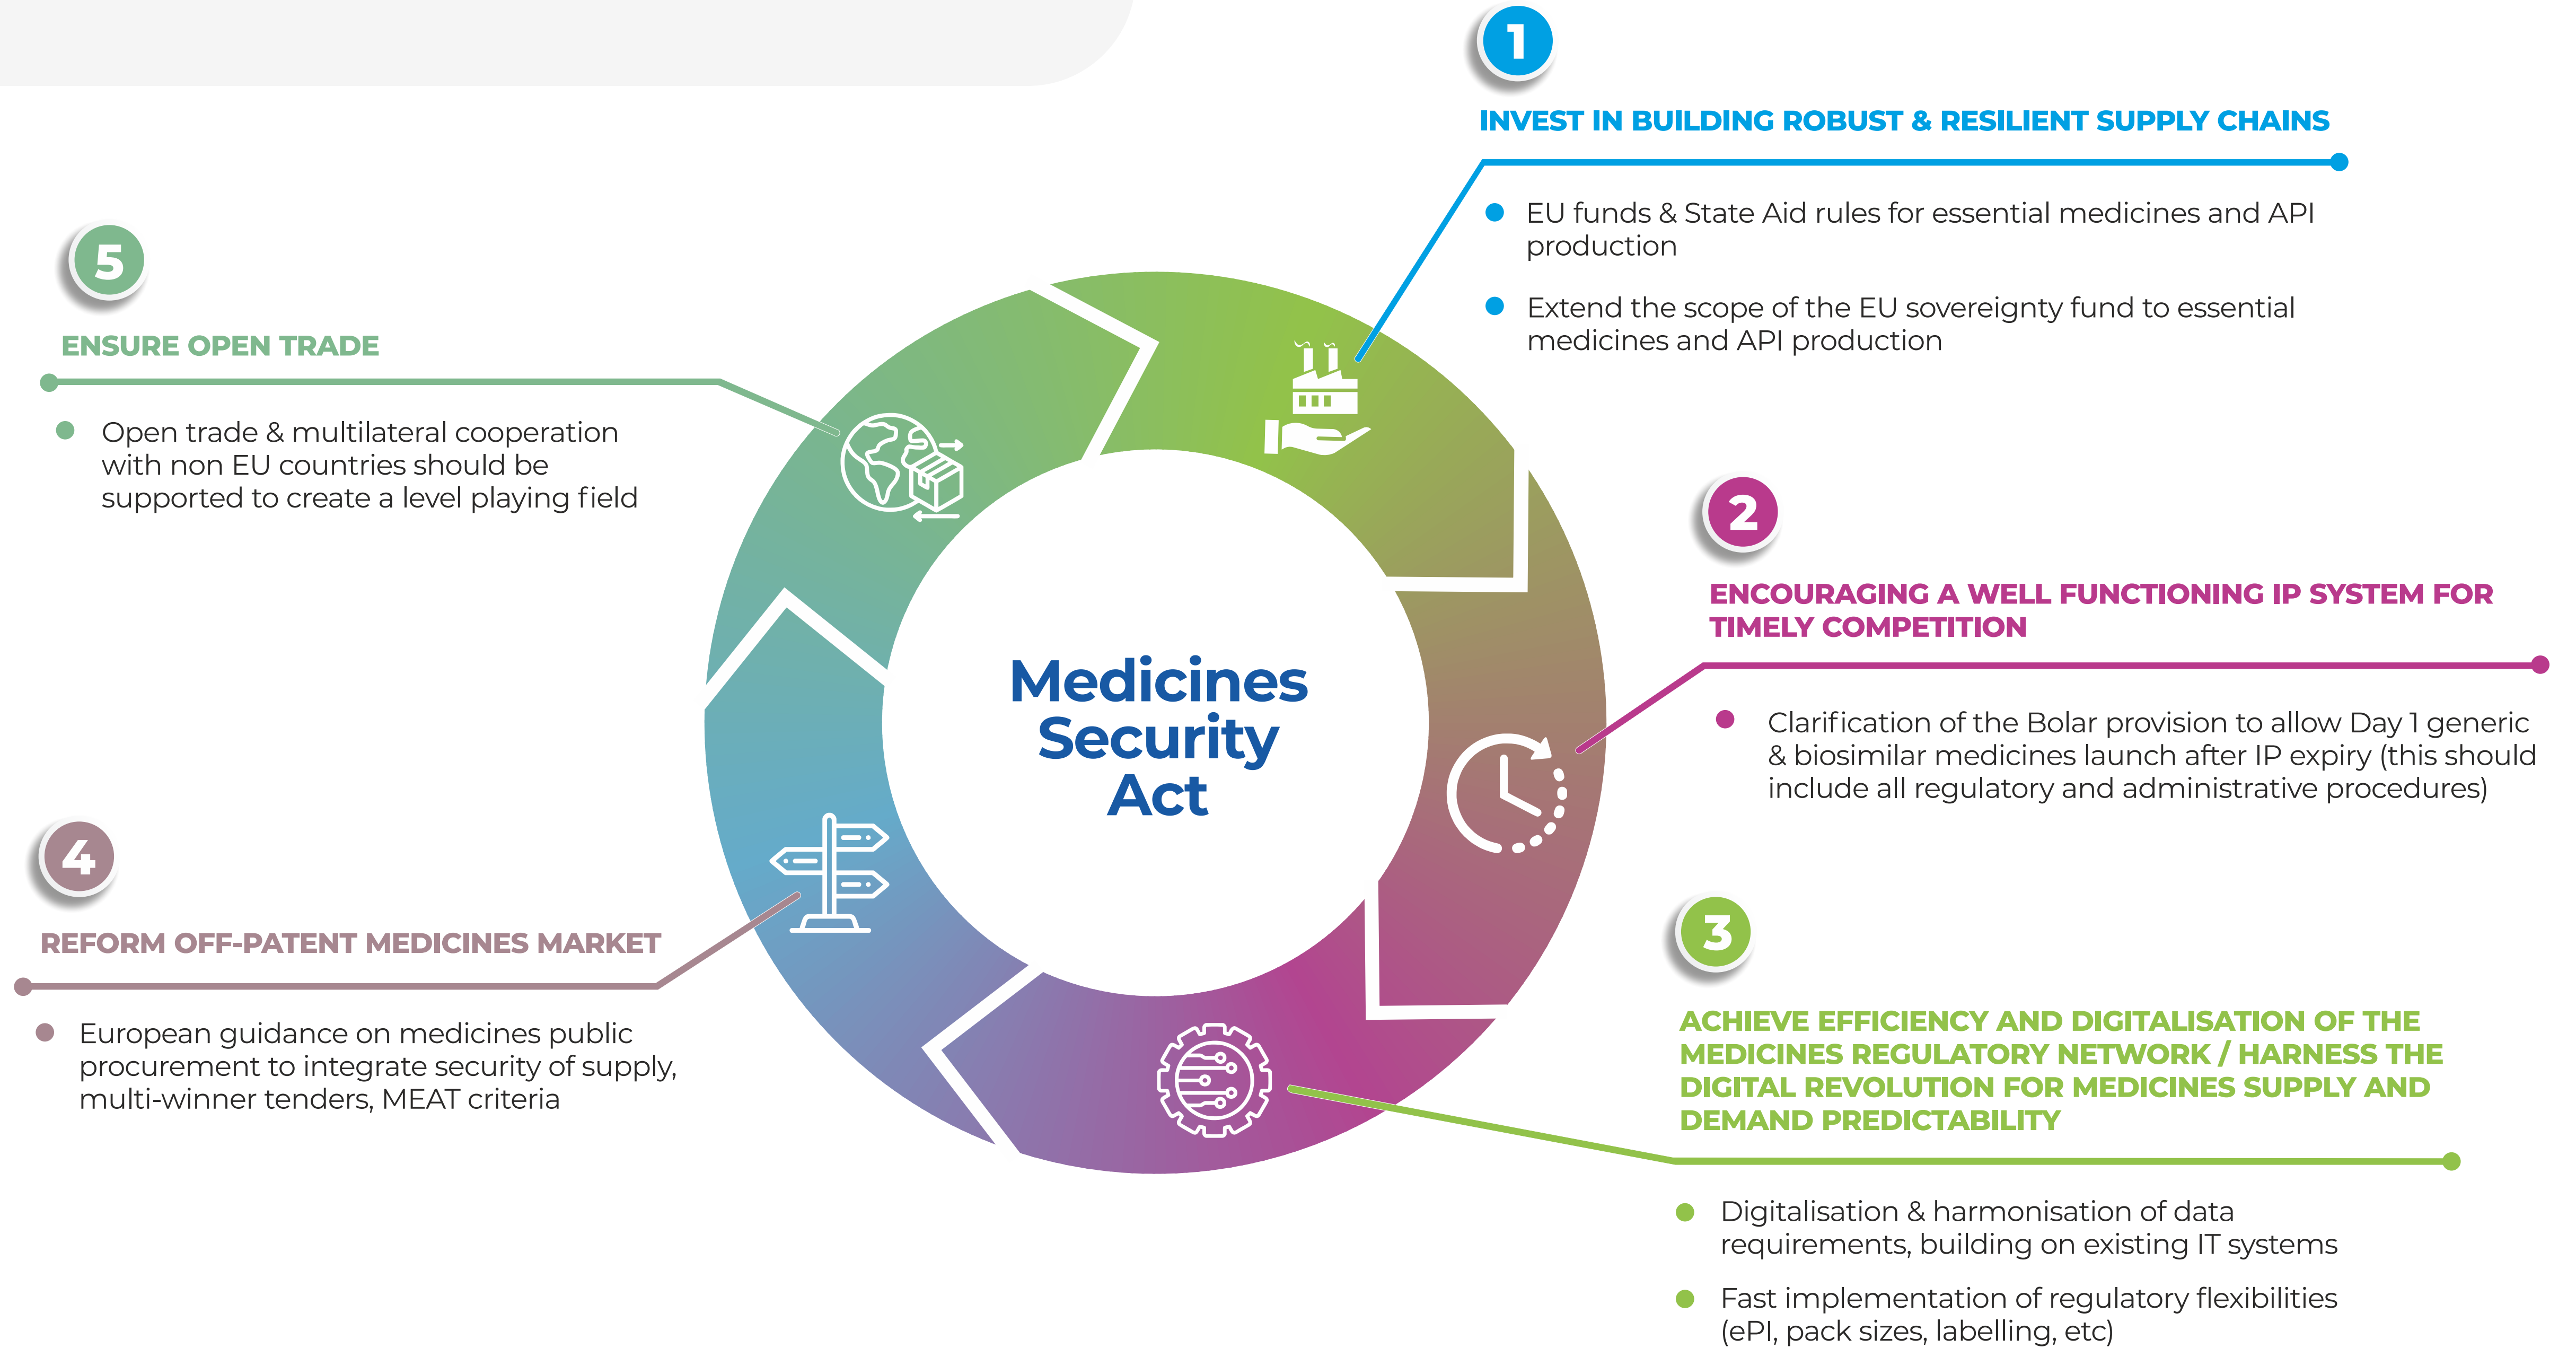 1
INVEST IN BUILDING ROBUST & RESILIENT SUPPLY CHAINS
EU funds & State Aid rules for essential medicines and API
production
Extend the scope of the EU sovereignty fund to essential
medicines and API production
2
ENCOURAGING A WELL FUNCTIONING IP SYSTEM FOR
TIMELY COMPETITION
Clarification of the Bolar provision to allow Day 1 generic
& biosimilar medicines launch after IP expiry (this should
include all regulatory and administrative procedures)
3
ACHIEVE EFFICIENCY AND DIGITALISATION OF THE
MEDICINES REGULATORY NETWORK / HARNESS THE
DIGITAL REVOLUTION FOR MEDICINES SUPPLY AND
DEMAND PREDICTABILITY
Digitalisation & harmonisation of data
requirements, building on existing IT systems
Fast implementation of regulatory flexibilities
(ePI, pack sizes, labelling, etc)
4
REFORM OFF-PATENT MEDICINES MARKET
European guidance on medicines public
procurement to integrate security of supply,
multi-winner tenders, MEAT criteria
5
ENSURE OPEN TRADE
Open trade & multilateral cooperation
with non EU countries should be
supported to create a level playing field
Medicines
Security
Act